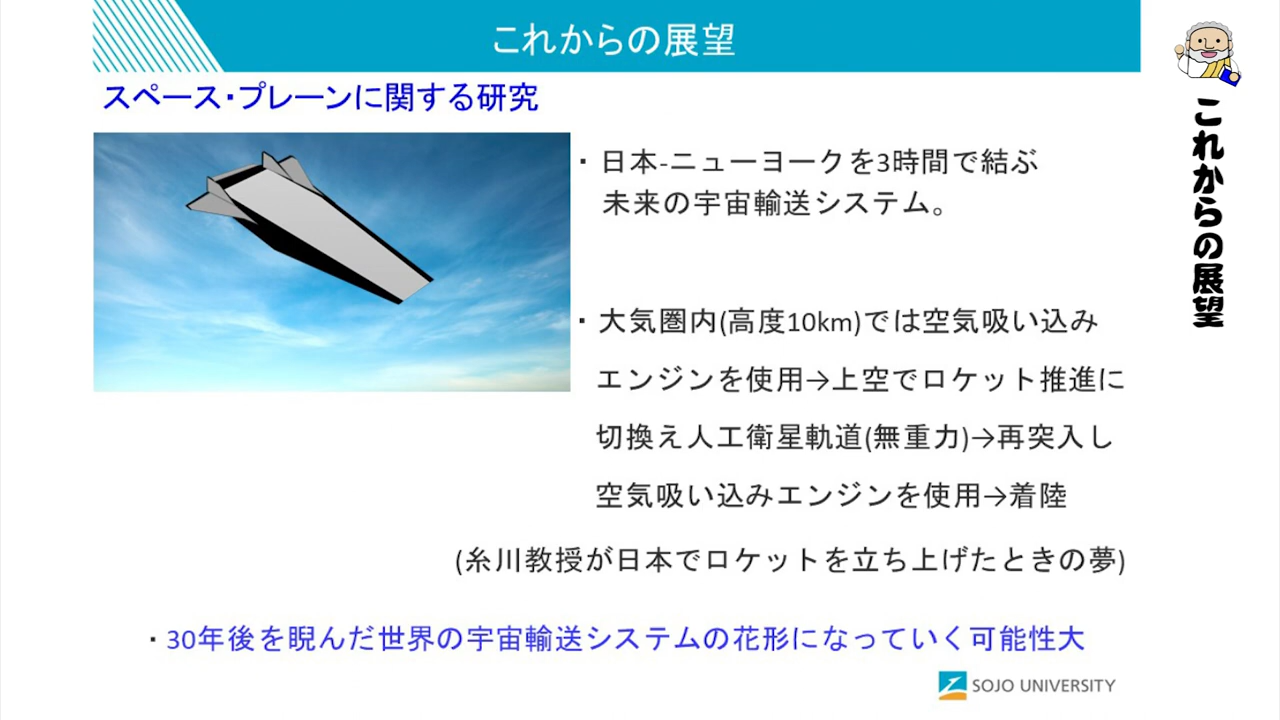 これからの展望
スペース・プレーンに関する研究
・日本-ニューヨークを3時間で結ぶ
未来の宇宙輸送システム。
・大気圏内(高度10km)では空気吸い込み
エンジンを使用→上空でロケット推進に
切換え人工衛星軌道(無重力)→再突入し
空気吸い込みエンジンを使用→着陸
(糸川教授が日本でロケットを立ち上げたときの夢)
・30年後を睨んだ世界の宇宙輸送システムの花形になっていく可能性大
SOJO UNIVERSITY
これからの展望